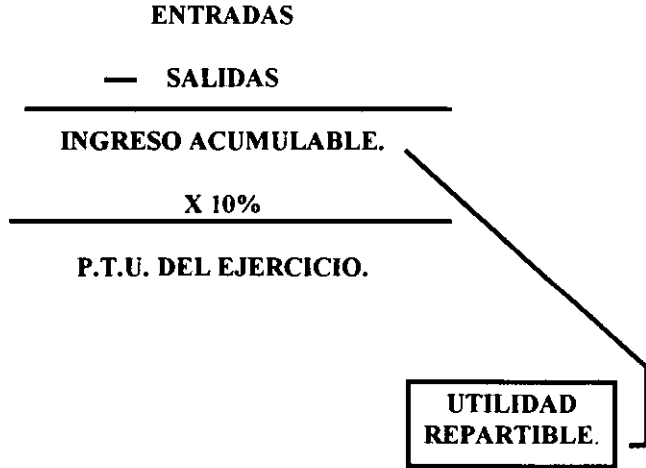 ENTRADAS
— SALIDAS
INGRESO ACUMULABLE.
X 10%
P.T.U. DEL EJERCICIO.
UTILIDAD
REPARTIBLE.